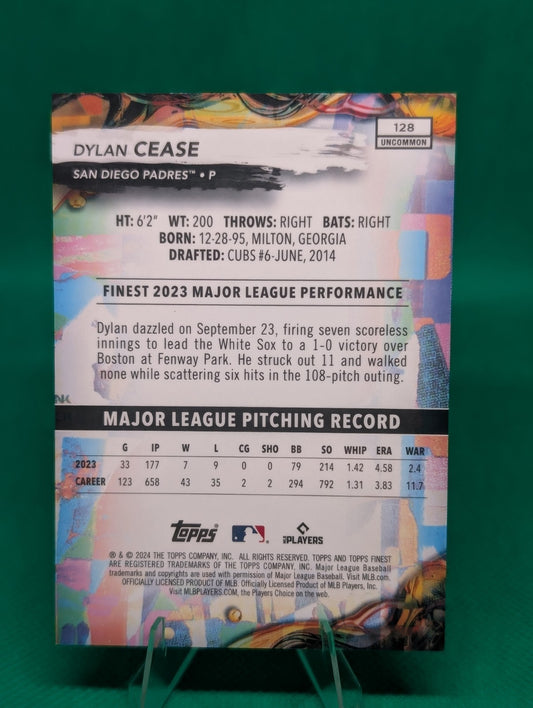 128
UNCOMMON
DYLAN CEASE
SAN DIEGO PADRES™ • P
HT: 6'2" WT: 200 THROWS: RIGHT BATS: RIGHT
BORN: 12-28-95, MILTON, GEORGIA
DRAFTED: CUBS #6-JUNE, 2014
FINEST 2023 MAJOR LEAGUE PERFORMANCE
Dylan dazzled on September 23, firing seven scoreless
innings to lead the White Sox to a 1-0 victory over
Boston at Fenway Park. He struck out 11 and walked
none while scattering six hits in the 108-pitch outing.
MAJOR LEAGUE PITCHING RECORD
G IP W L CG SHO BB SO WHIP ERA WAR
2023 33 177 7 9 0 0 79 214 1.42 4.58 2.4
CAREER 123 658 43 35 2 2 294 792 1.31 3.83 11.7
Topps
PLAYERS
® & © 2024 THE TOPPS COMPANY, INC. ALL RIGHTS RESERVED. TOPPS AND TOPPS FINEST
ARE REGISTERED TRADEMARKS OF THE TOPPS COMPANY, INC. Major League Baseball
trademarks and copyrights are used with permission of Major League Baseball. Visit MLB.com.
OFFICIALLY LICENSED PRODUCT OF MLB. Officially Licensed Product of MLB Players, Inc.
Visit MLBPLAYERS.COM, the Players Choice on the web.